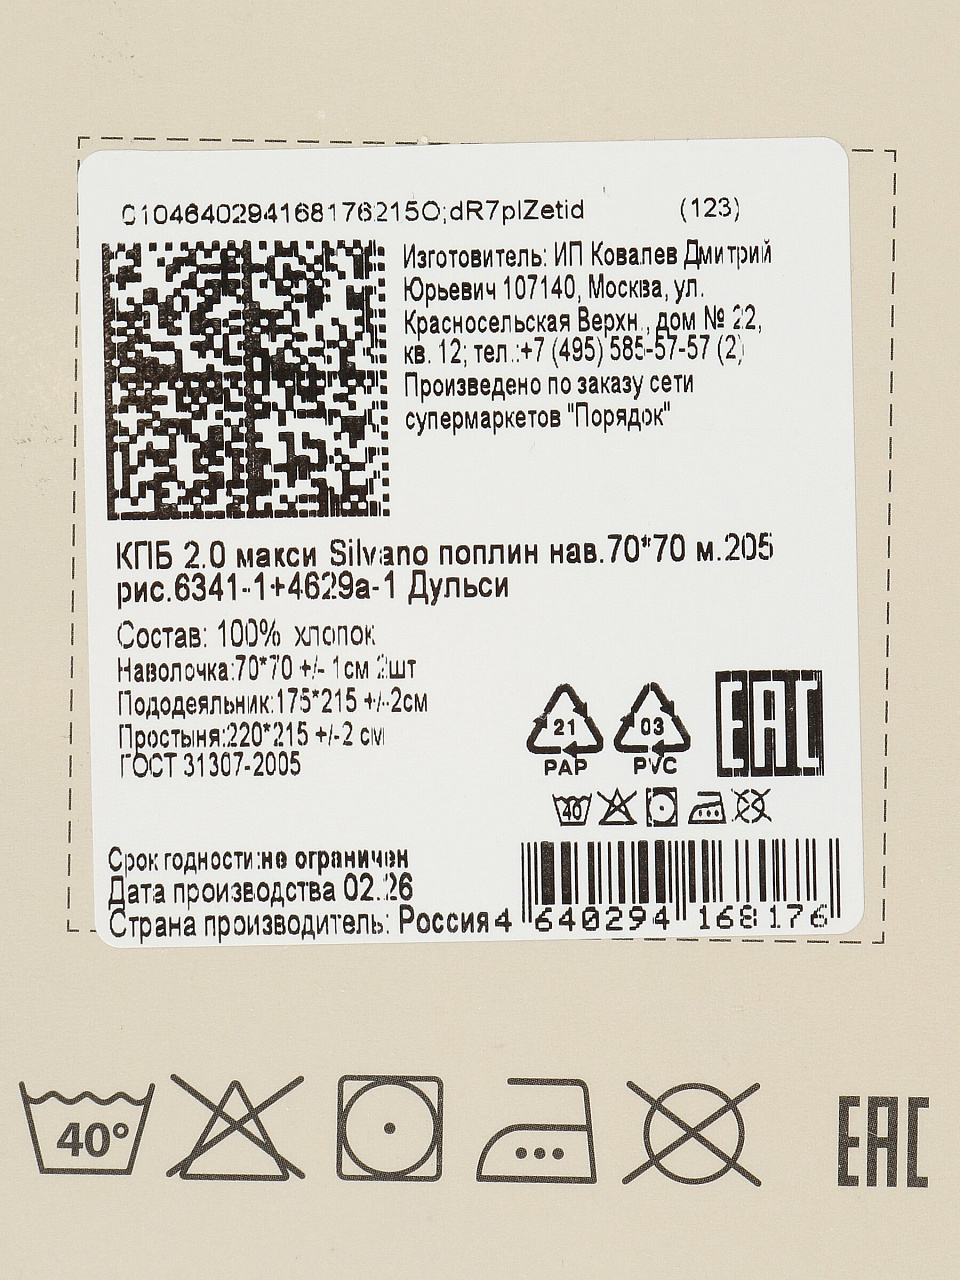 0104640294168176215O;dR7plZetid (123)
Изготовитель: ИП Ковалев Дмитрий
Юрьевич 107140, Москва, ул.
Красносельская Верхн., дом № 22,
кв. 12; тел.:+7 (495) 585-57-57 (2)
Произведено по заказу сети
супермаркетов "Порядок"
КПБ 2.0 макси Silvano поплин нав.70*70 м.205
рис.6341-1+4629а-1 Дульси
Состав: 100% хлопок
Наволочка:70*70 +/- 1см 2шт
Пододеяльник:175*215 +/-2см
Простыня:220*215 +/-2 см
ГОСТ 31307-2005
21 03
PAP PVC
EAC
40
Срок годности:не ограничен
Дата производства 02.26
Страна производитель: Россия
4 640294 168176
40° EAC